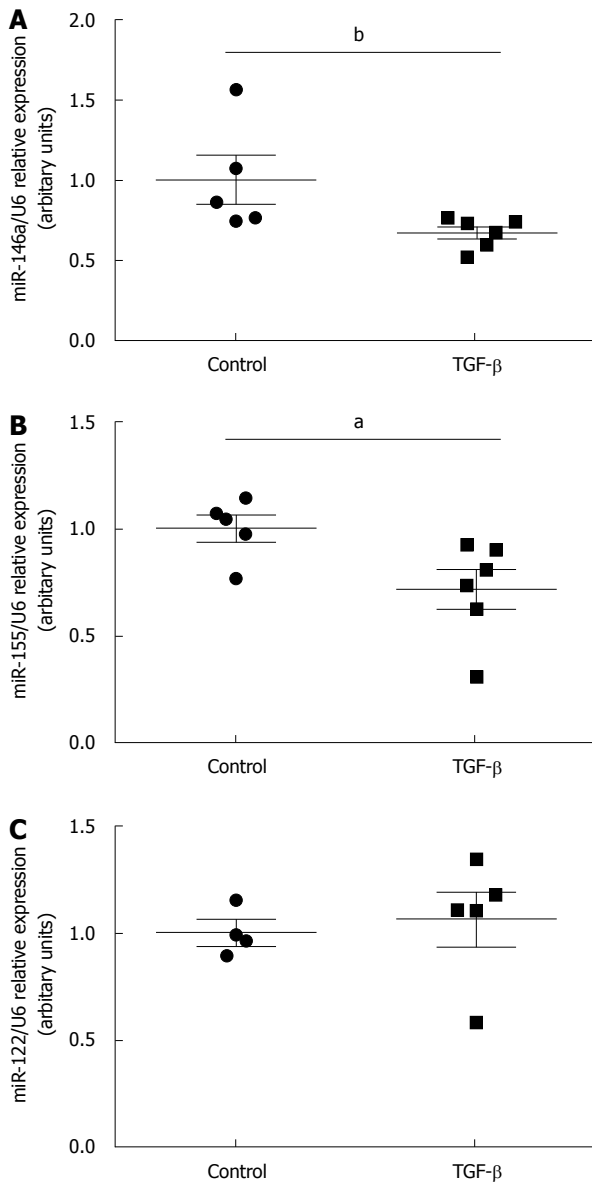 A
b
miR-146a/U6 relative expression
(arbitary units)
2.0
1.5
1.0
0.5
0.0
Control
TGF-β
B
a
miR-155/U6 relative expression
(arbitary units)
1.5
1.0
0.5
0.0
Control
TGF-β
C
miR-122/U6 relative expression
(arbitary units)
1.5
1.0
0.5
0.0
Control
TGF-β